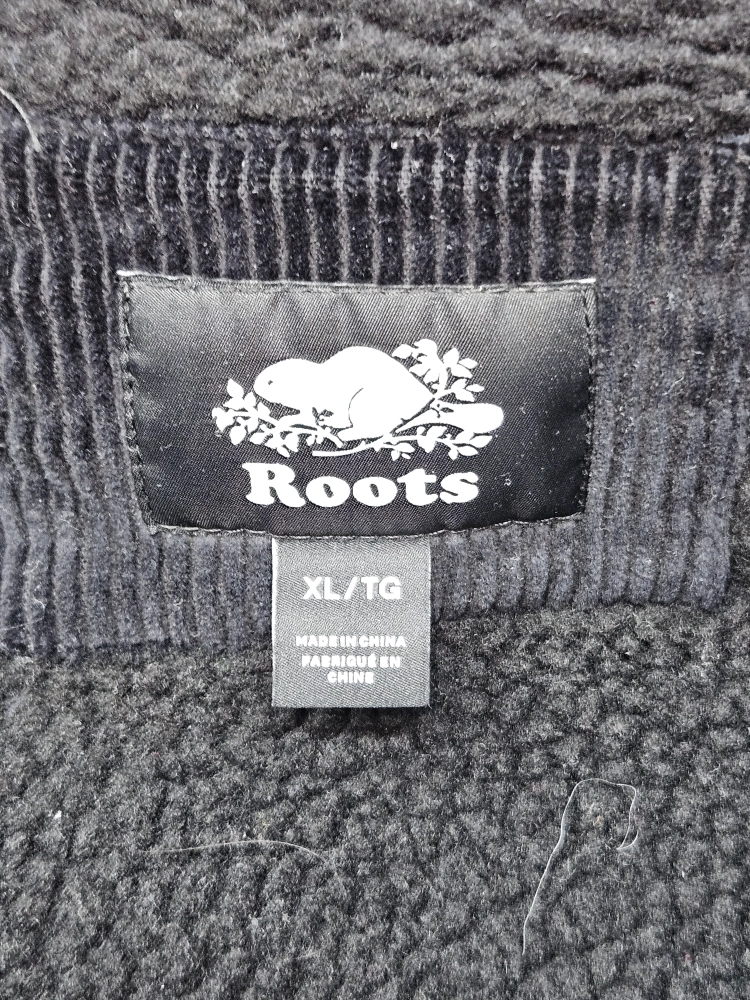 Roots
XL/TG
MADE IN CHINA
FABRIQUÉ EN
CHINE